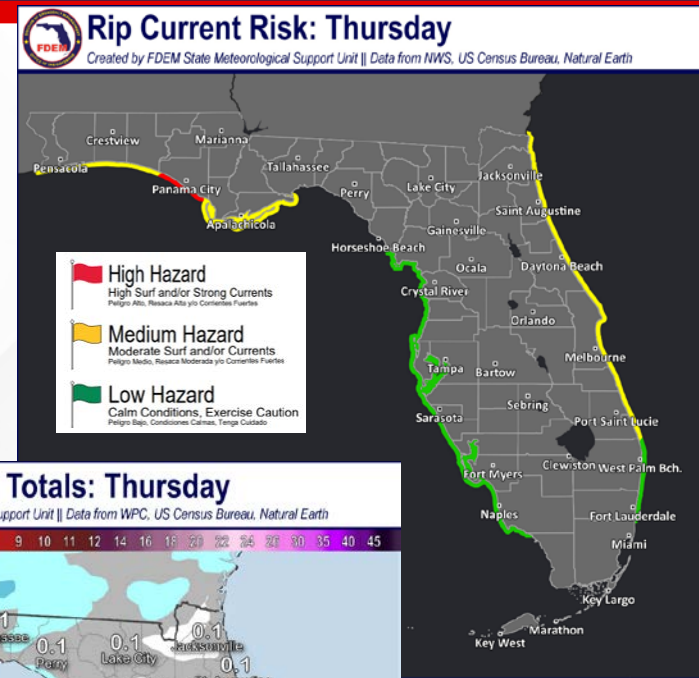 FDEM
Rip Current Risk: Thursday
Created by FDEM State Meteorological Support Unit || Data from NWS, US Census Bureau, Natural Earth
Crestview
Marianna
Pensacola
Panama City
Tallahassee
Apalachicola
Perry
Lake City
Jacksonville
Saint Augustine
Gainesville
Horseshoe Beach
Ocala
Daytona Beach
Crystal River
Orlando
Melbourne
Tampa
Bartow
Sebring
Sarasota
Port Saint Lucie
Fort Myers
Clewiston
West Palm Bch.
Naples
Fort Lauderdale
Miami
Key Largo
Marathon
Key West
High Hazard
High Surf and/or Strong Currents
Peligro Alto, Resaca Alta y/o Corrientes Fuertes
Medium Hazard
Moderate Surf and/or Currents
Peligro Medio, Resaca Moderada y/o Corrientes Fuertes
Low Hazard
Calm Conditions, Exercise Caution
Peligro Bajo, Condiciones Calmas, Tenga Cuidado
Totals: Thursday
upport Unit || Data from WPC, US Census Bureau, Natural Earth
9 10 11 12 14 16 18 20 22 24 26 30 35 40 45
ssee
0.1
Perry
0.1
Lake City
0.1
Jacksonville
0.1